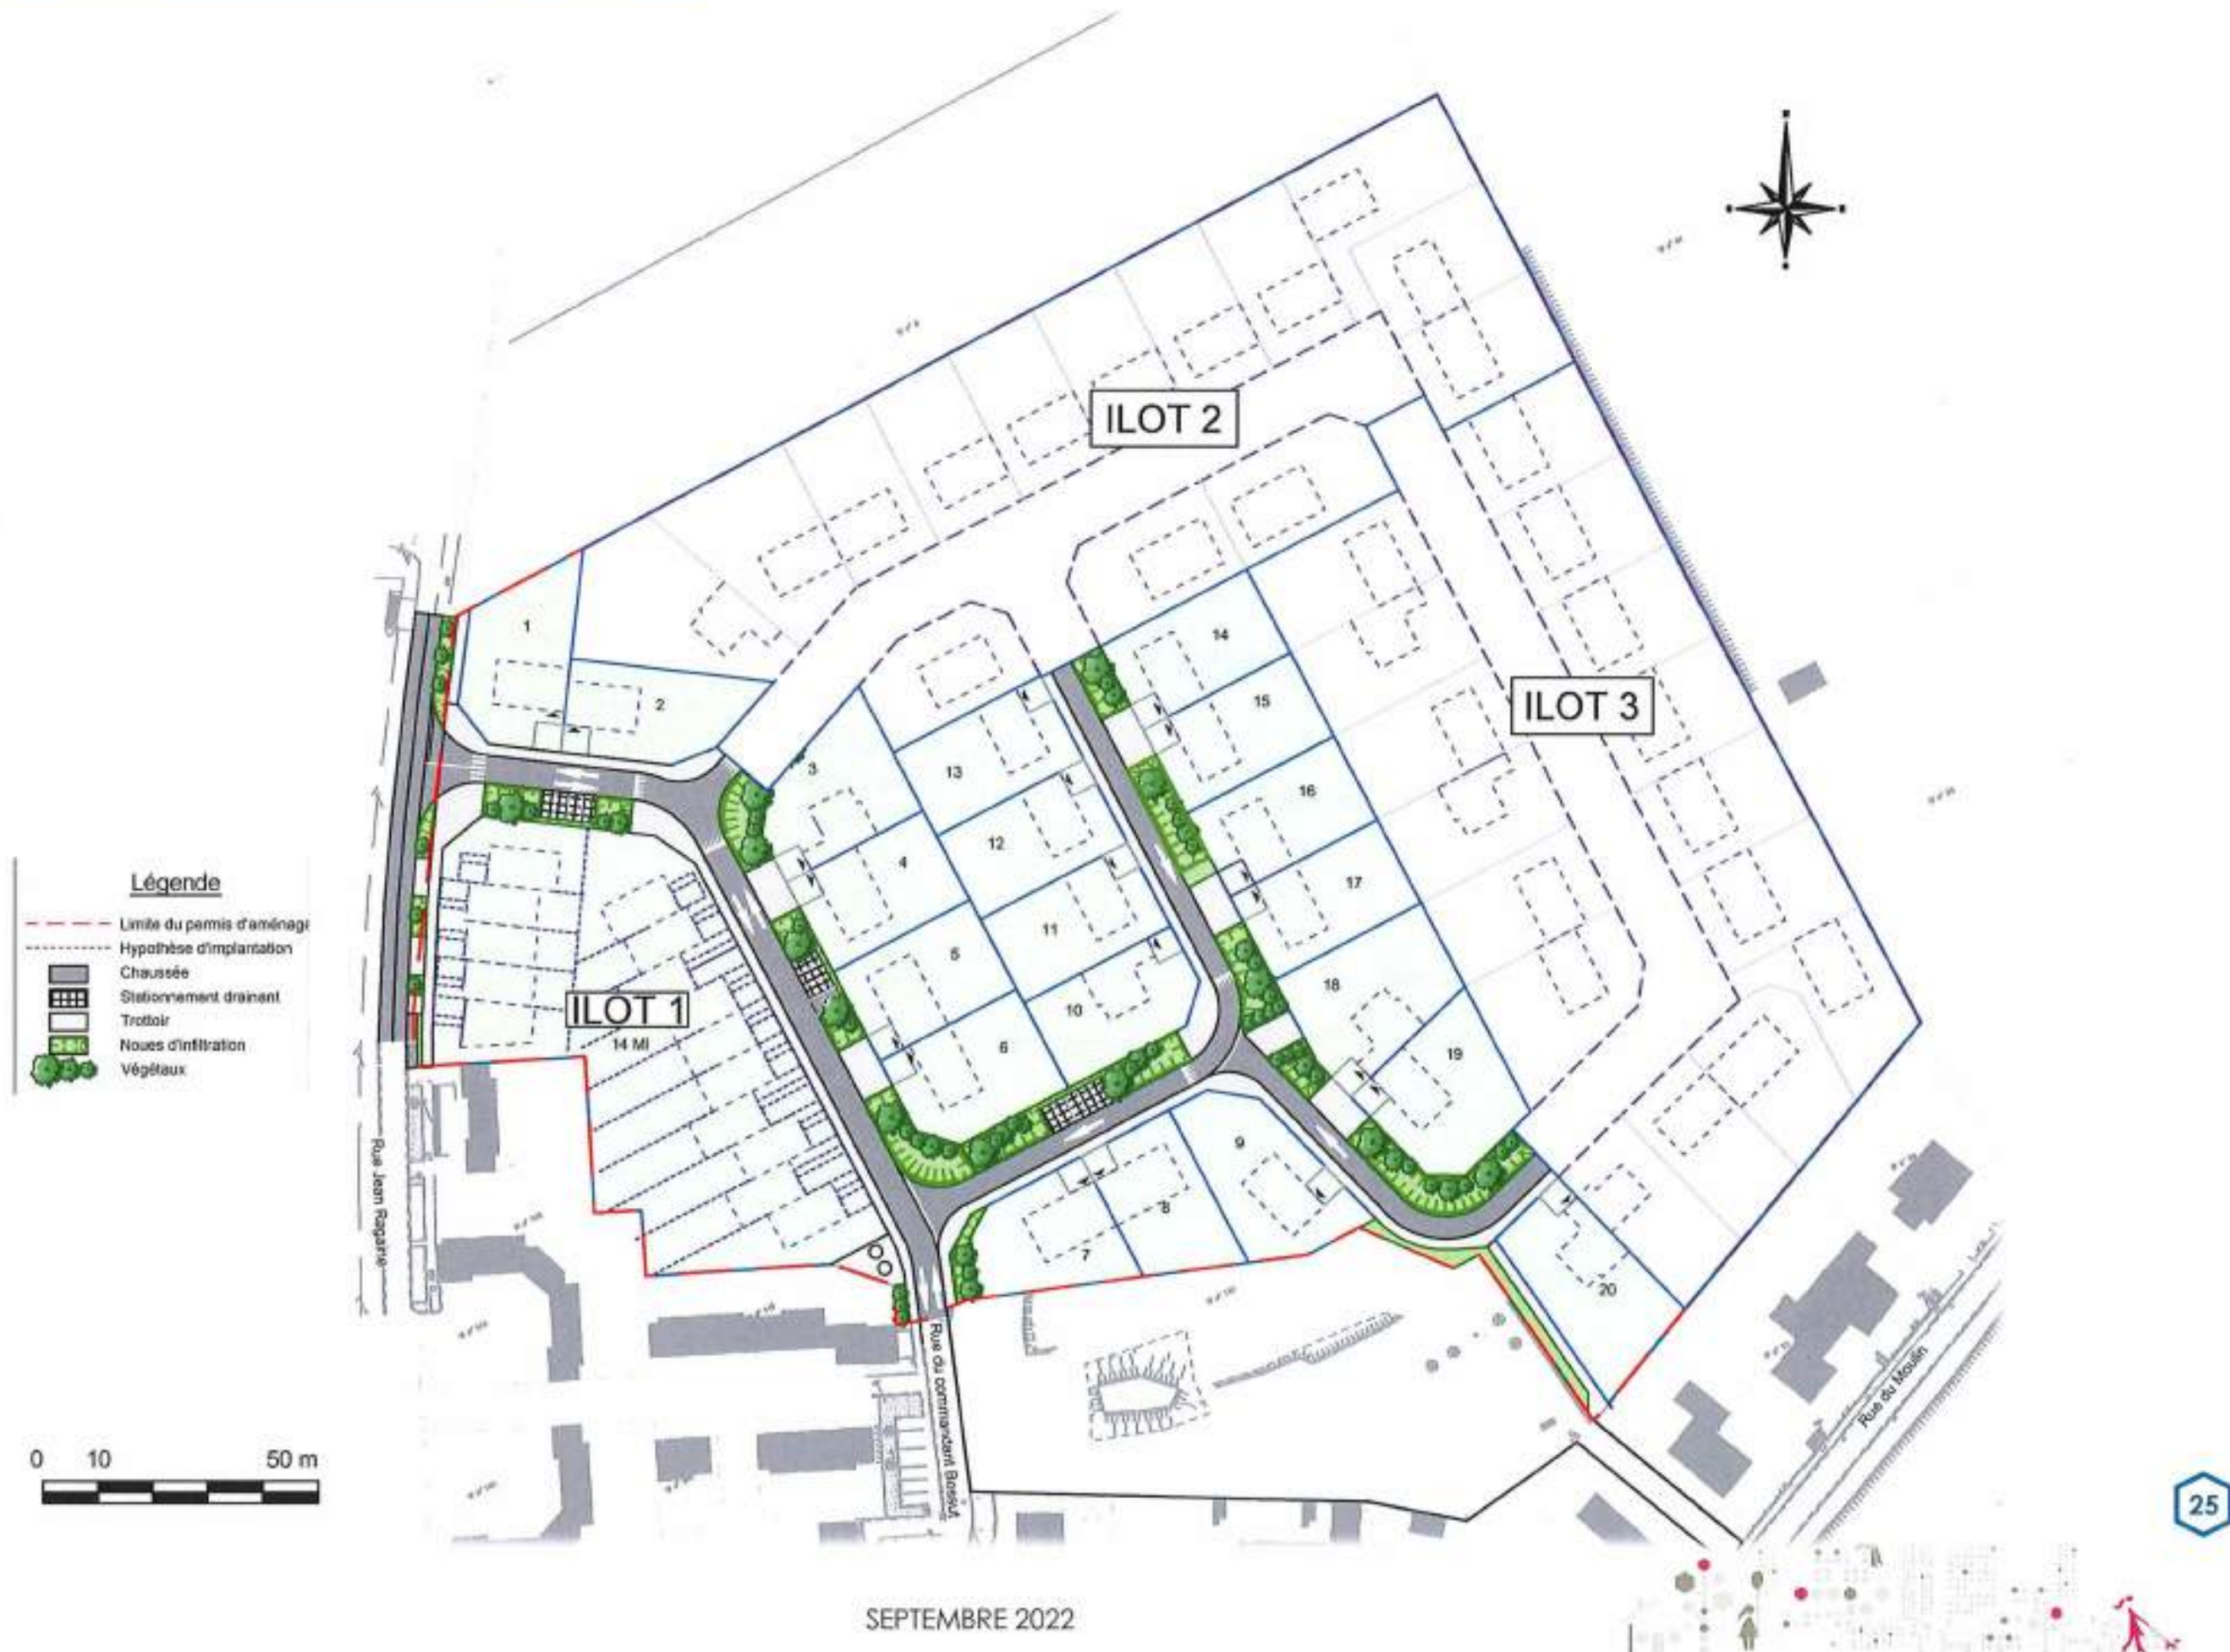 ILOT 2
1
2
14
15
ILOT 3
3
13
16
4
12
17
5
11
18
10
6
19
ILOT 1
14 MI
9
8
7
20
Légende
Limite du permis d'aménag
Hypothèse d'implantation
Chaussée
Stationnement drainant
Trottoir
Noues d'infiltration
Végétaux
Rue Jean Ragaine
Rue du commandant Bossut
Rue du Moulin
0 10 50 m
25
SEPTEMBRE 2022